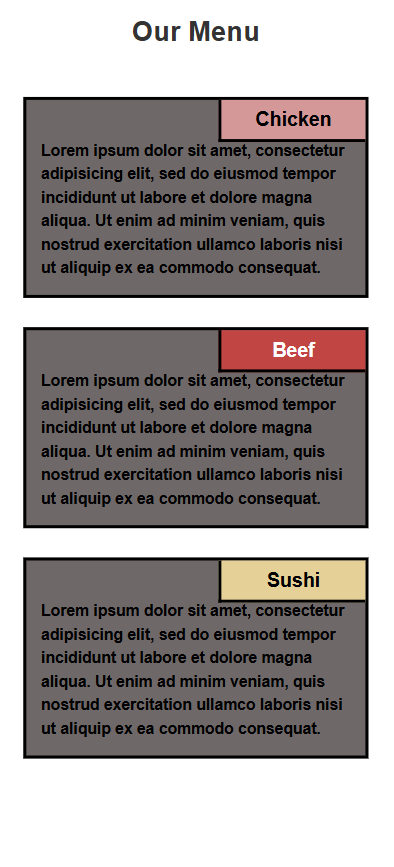 Our Menu
Chicken
Lorem ipsum dolor sit amet, consectetur
adipisicing elit, sed do eiusmod tempor
incididunt ut labore et dolore magna
aliqua. Ut enim ad minim veniam, quis
nostrud exercitation ullamco laboris nisi
ut aliquip ex ea commodo consequat.
Beef
Lorem ipsum dolor sit amet, consectetur
adipisicing elit, sed do eiusmod tempor
incididunt ut labore et dolore magna
aliqua. Ut enim ad minim veniam, quis
nostrud exercitation ullamco laboris nisi
ut aliquip ex ea commodo consequat.
Sushi
Lorem ipsum dolor sit amet, consectetur
adipisicing elit, sed do eiusmod tempor
incididunt ut labore et dolore magna
aliqua. Ut enim ad minim veniam, quis
nostrud exercitation ullamco laboris nisi
ut aliquip ex ea commodo consequat.